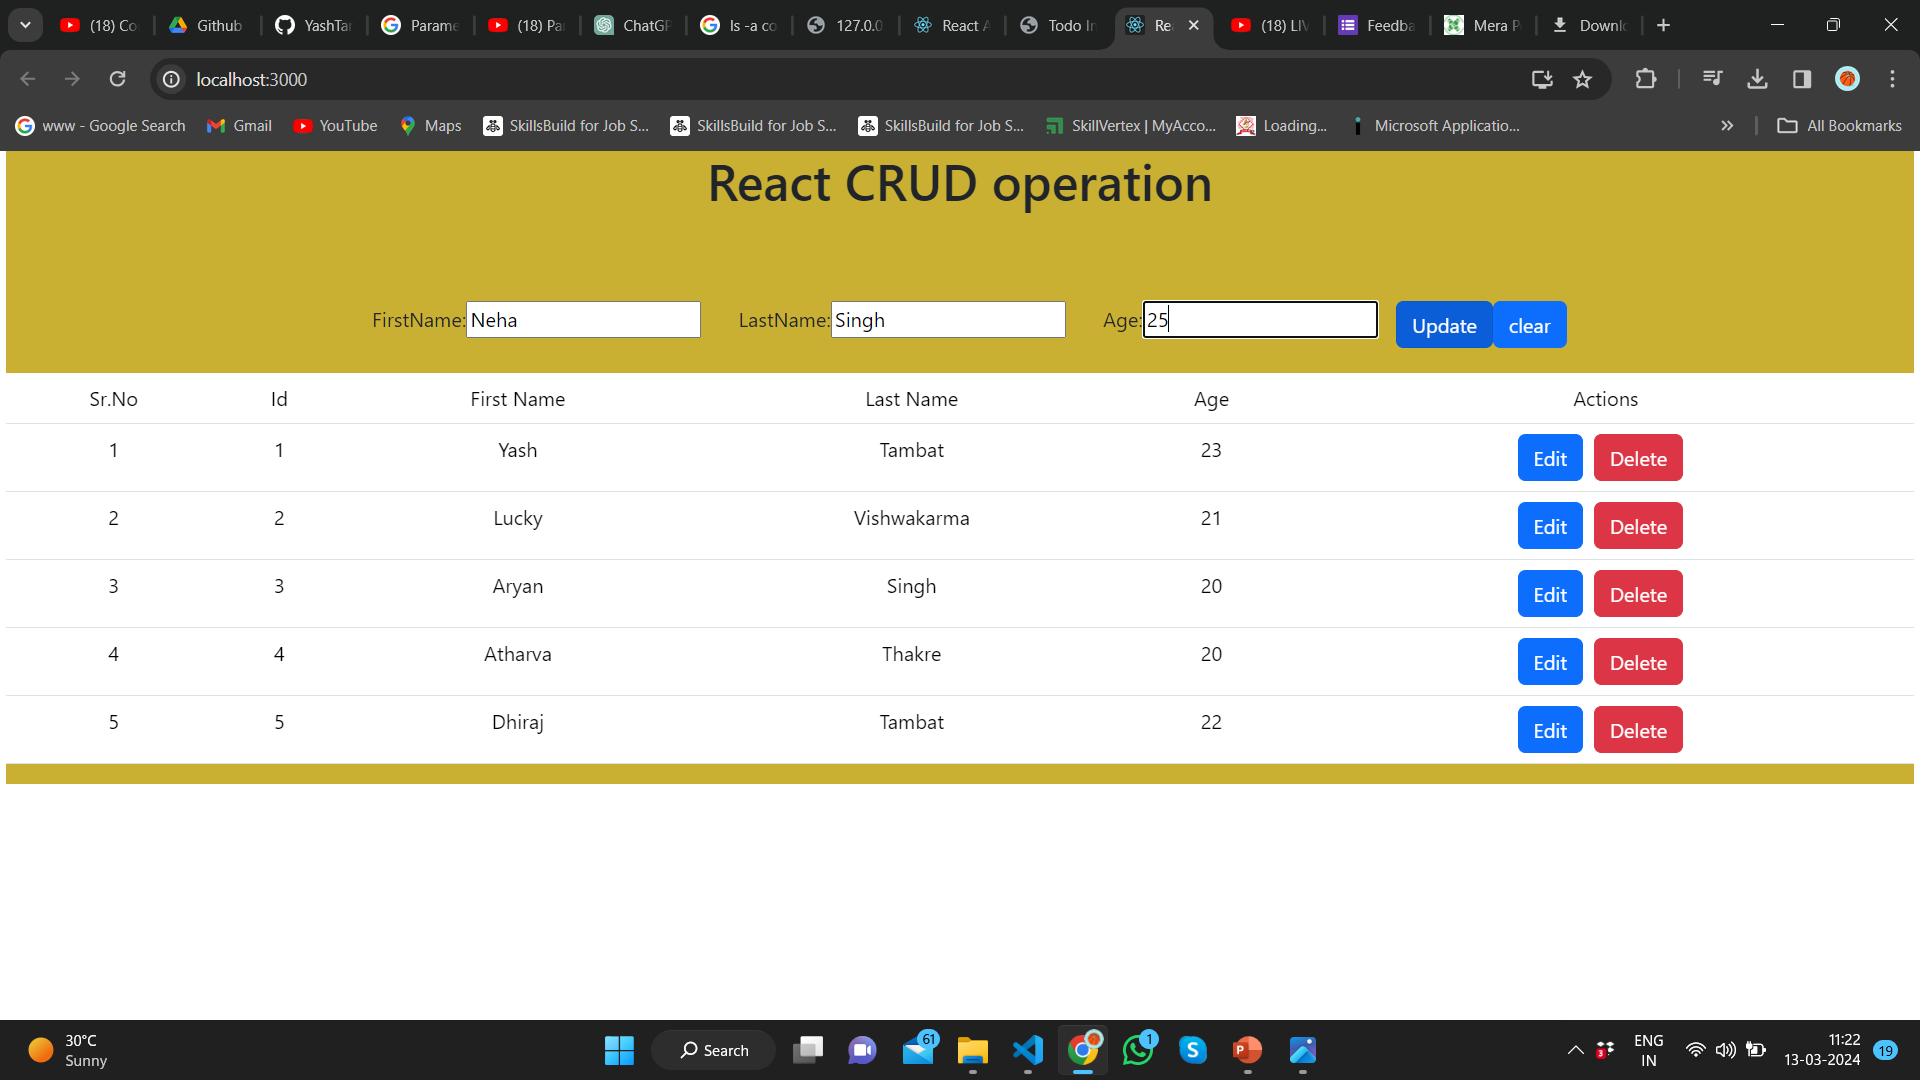 (18) Co
Github
YashTar
Parame
(18) Pa
ChatGP
ls -a co
127.0.0
React A
Todo In
Re
(18) LIV
Feedba
Mera P
Downlo
localhost:3000
www - Google Search
Gmail
YouTube
Maps
SkillsBuild for Job S...
SkillsBuild for Job S...
SkillsBuild for Job S...
SkillVertex | MyAcco...
Loading...
Microsoft Applicatio...
All Bookmarks
React CRUD operation
FirstName: Neha LastName: Singh Age: 25 Update clear
Sr.No Id First Name Last Name Age Actions
1 1 Yash Tambat 23 Edit Delete
2 2 Lucky Vishwakarma 21 Edit Delete
3 3 Aryan Singh 20 Edit Delete
4 4 Atharva Thakre 20 Edit Delete
5 5 Dhiraj Tambat 22 Edit Delete
30°C
Sunny
Search
61
1
3
ENG
IN
11:22
13-03-2024
19